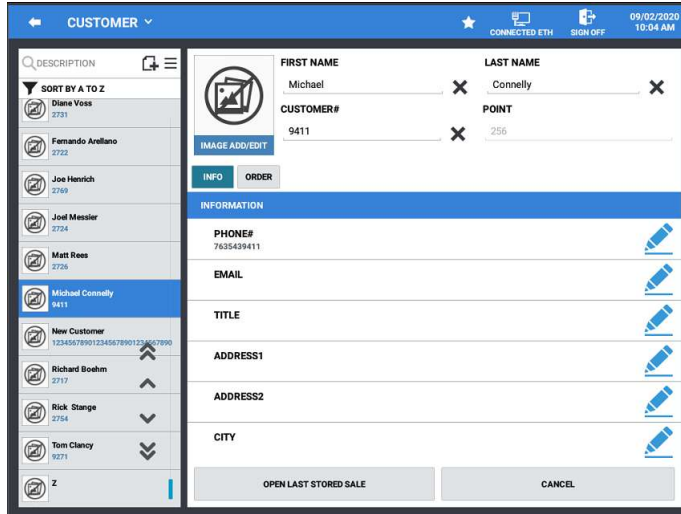 CUSTOMER
CONNECTED ETH
SIGN OFF
09/02/2020
10:04 AM
DESCRIPTION
SORT BY A TO Z
Diane Voss
2731
Fernando Arellano
2722
Joe Henrich
2769
Joel Messier
2724
Matt Rees
2726
Michael Connelly
9411
New Customer
123456789012345678901234567890
Richard Boehm
2717
Rick Stange
2754
Tom Clancy
9271
Z
IMAGE ADD/EDIT
FIRST NAME
Michael
LAST NAME
Connelly
CUSTOMER#
9411
POINT
256
INFO
ORDER
INFORMATION
PHONE#
7635439411
EMAIL
TITLE
ADDRESS1
ADDRESS2
CITY
OPEN LAST STORED SALE
CANCEL